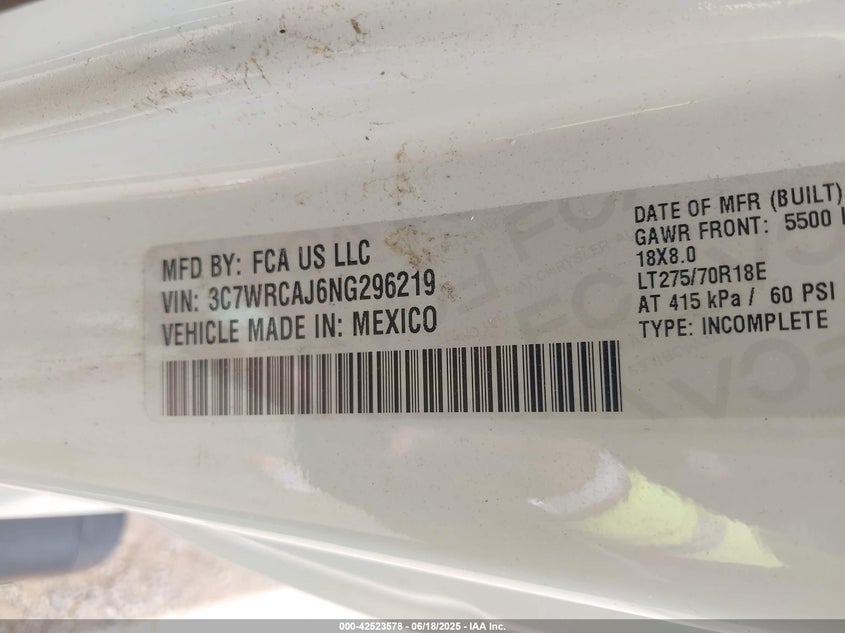 MFD BY: FCA US LLC
VIN: 3C7WRCAJ6NG296219
VEHICLE MADE IN: MEXICO
DATE OF MFR (BUILT)
GAWR FRONT: 5500
18X8.0
LT275/70R18E
AT 415 kPa / 60 PSI
TYPE: INCOMPLETE
000-42523578 - 06/18/2025 - IAA Inc.